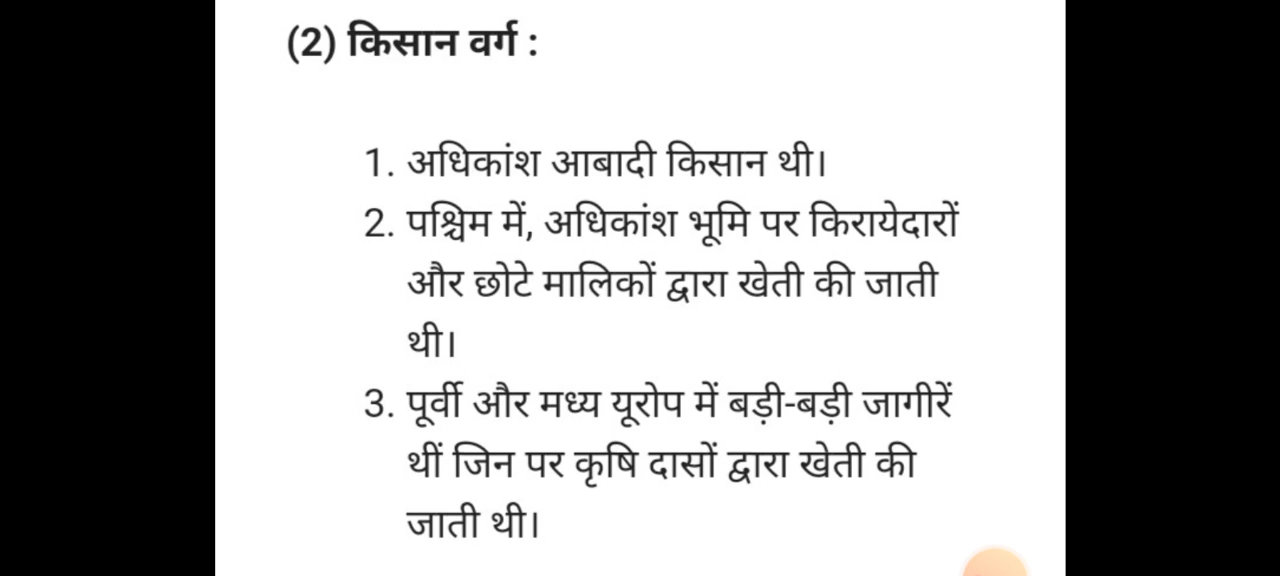 (2) किसान वर्ग :
1. अधिकांश आबादी किसान थी।
2. पश्चिम में, अधिकांश भूमि पर किरायेदारों
और छोटे मालिकों द्वारा खेती की जाती
थी।
3. पूर्वी और मध्य यूरोप में बड़ी-बड़ी जागीरें
थीं जिन पर कृषि दासों द्वारा खेती की
जाती थी।